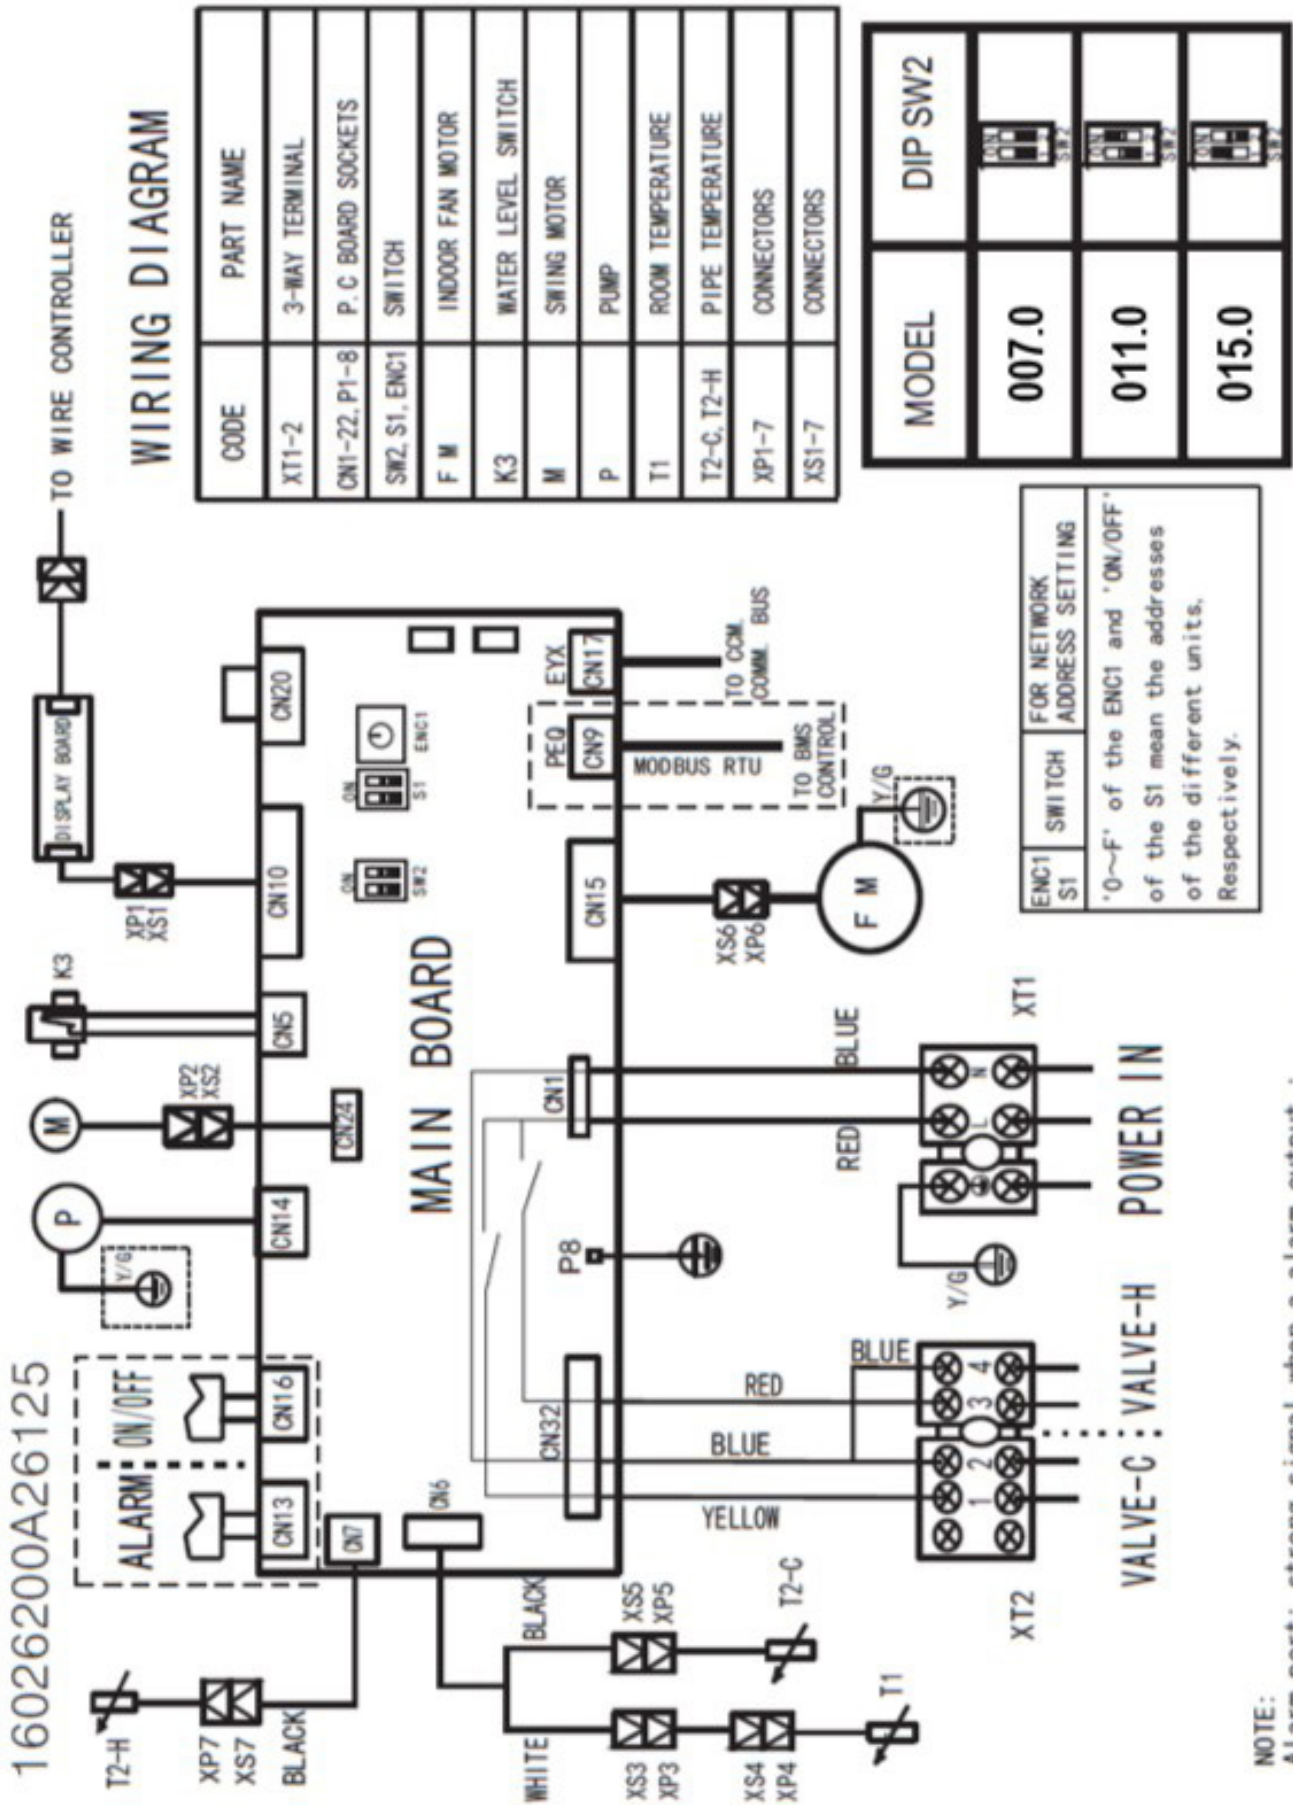 16026200A26125
TO WIRE CONTROLLER
WIRING DIAGRAM
CODE PART NAME
XT1-2 3-WAY TERMINAL
CN1-22, P1-8 P.C BOARD SOCKETS
SW2, S1, ENC1 SWITCH
F M INDOOR FAN MOTOR
K3 WATER LEVEL SWITCH
M SWING MOTOR
P PUMP
T1 ROOM TEMPERATURE
T2-C, T2-H PIPE TEMPERATURE
XP1-7 CONNECTORS
XS1-7 CONNECTORS
MODEL DIP SW2
007.0 ON SW2
011.0 ON SW2
015.0 ON SW2
ENC1
S1
SWITCH
FOR NETWORK
ADDRESS SETTING
'0~F' of the ENC1 and 'ON/OFF'
of the S1 mean the addresses
of the different units,
Respectively.
T2-H
XP7
XS7
BLACK
ALARM ON/OFF
CN13
CN16
CN7
CN6
Y/G
P
CN14
M
XP2
XS2
CN24
K3
CN5
DISPLAY BOARD
XP1
XS1
CN10
CN20
MAIN BOARD
ON
SW2
ON
S1
ENC1
CN32
P8
CN1
CN15
PEQ
CN9
EYX
CN17
MODBUS RTU
TO BMS
CONTROL
TO CCM.
COMM. BUS
WHITE
BLACK
XS3
XP3
XS4
XP4
T1
XS5
XP5
T2-C
YELLOW
BLUE
RED
BLUE
RED
BLUE
XS6
XP6
F M
Y/G
Y/G
XT2
1 2 3 4
L N
XT1
VALVE-C VALVE-H POWER IN
NOTE: